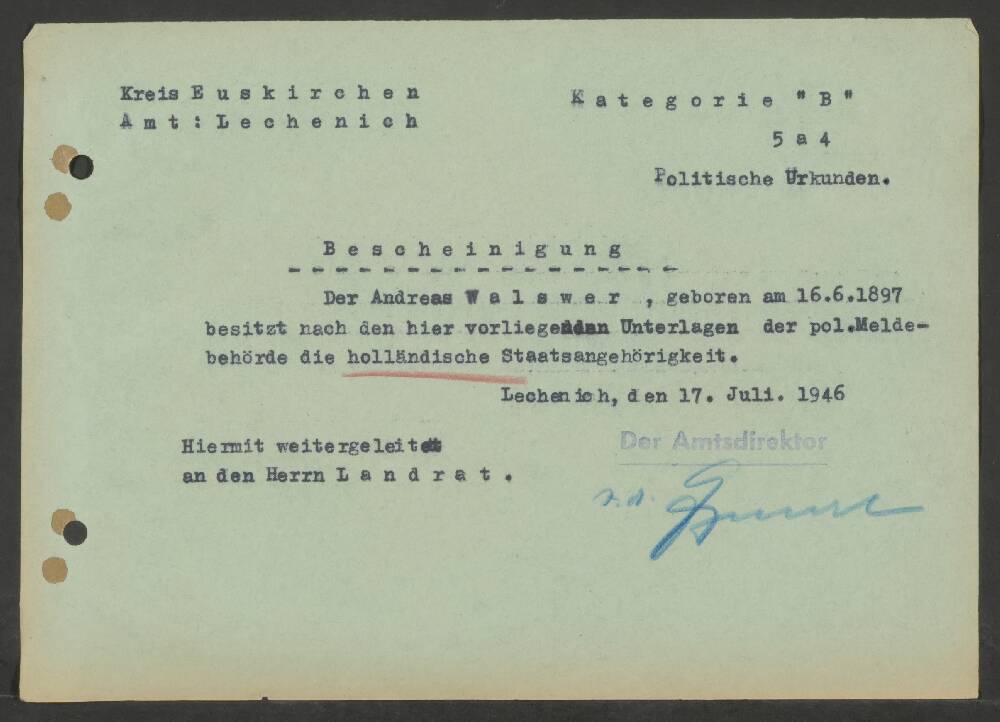 Kreis Euskirchen
Amt: Lechenich
Kategorie "B"
5 a 4
Politische Urkunden.
Bescheinigung
Der Andreas Walswer , geboren am 16.6.1897
besitzt nach den hier vorliegenden Unterlagen der pol.Melde-
behörde die holländische Staatsangehörigkeit.
Lechenich, den 17. Juli. 1946
Hiermit weitergeleitet
an den Herrn Landrat.
Der Amtsdirektor